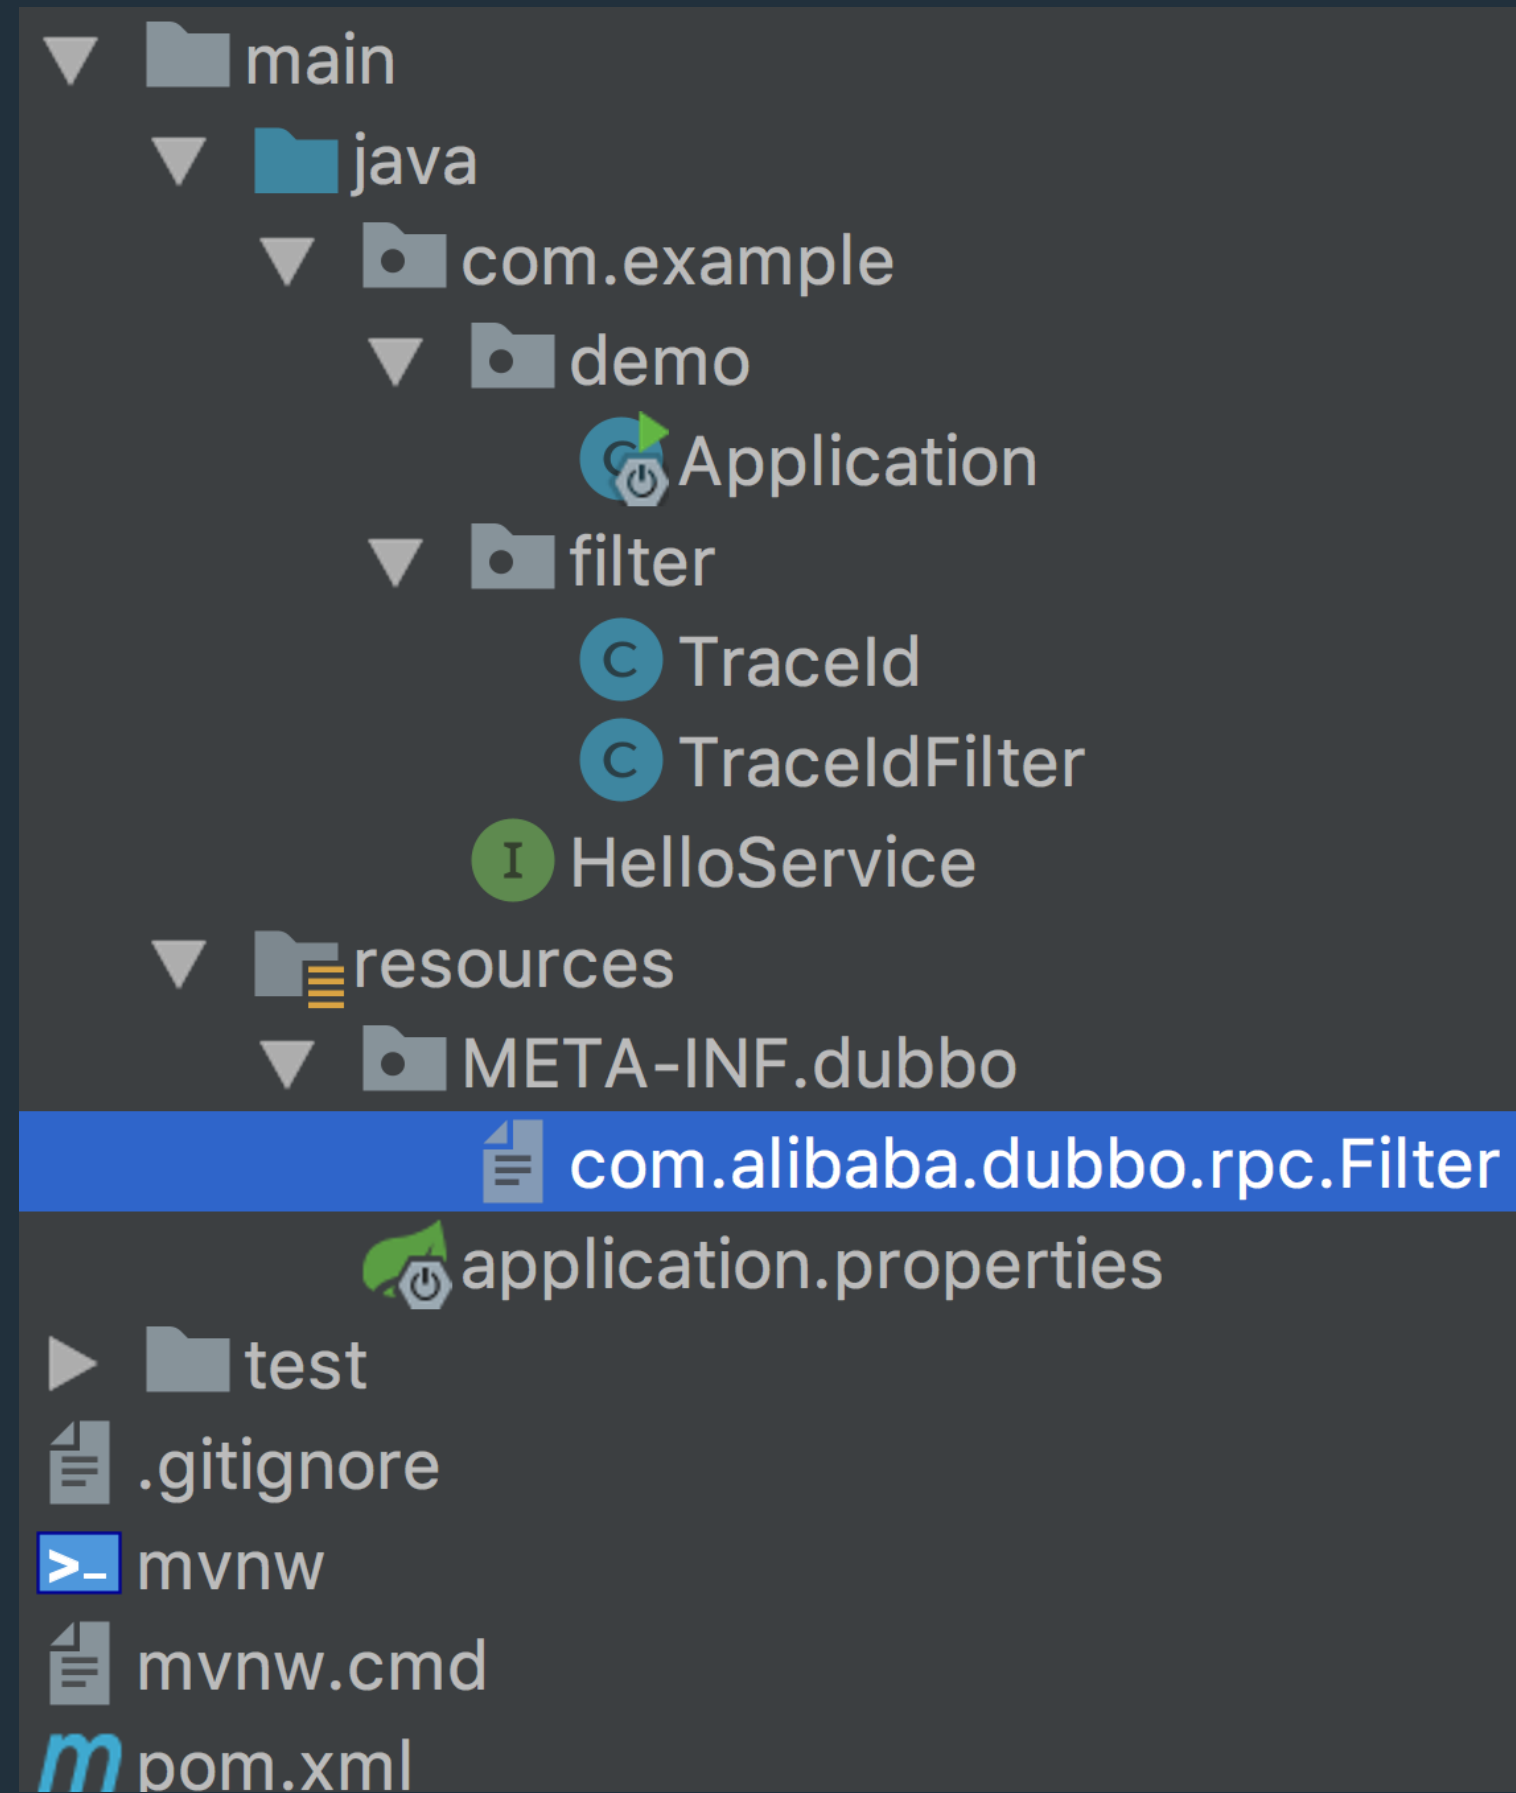 main
java
com.example
demo
Application
filter
TraceId
TraceIdFilter
HelloService
resources
META-INF.dubbo
com.alibaba.dubbo.rpc.Filter
application.properties
test
.gitignore
mvnw
mvnw.cmd
pom.xml